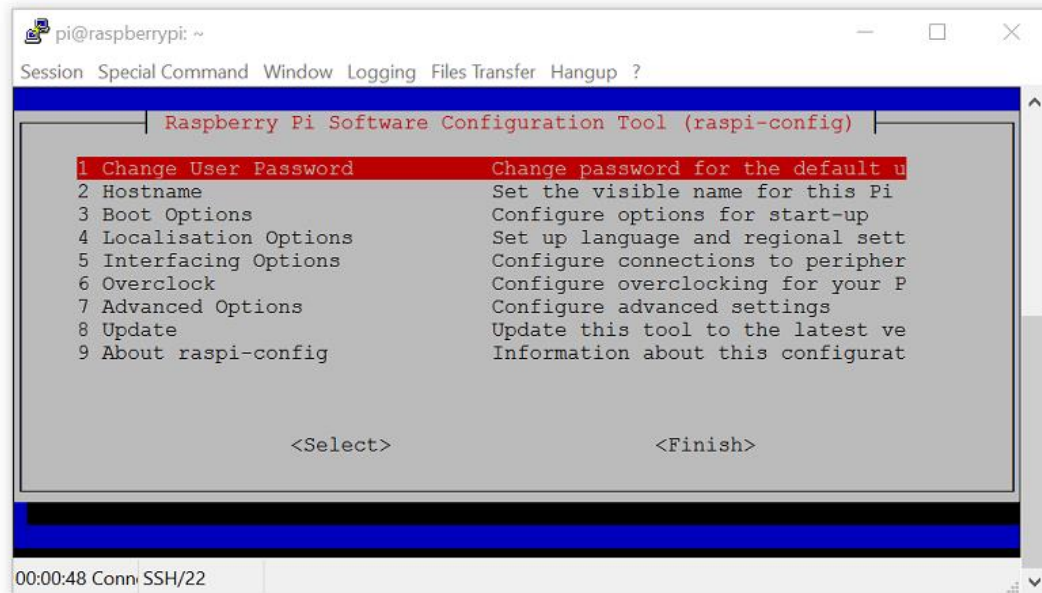 pi@raspberrypi: ~
Session Special Command Window Logging Files Transfer Hangup ?
Raspberry Pi Software Configuration Tool (raspi-config)
1 Change User Password Change password for the default u
2 Hostname Set the visible name for this Pi
3 Boot Options Configure options for start-up
4 Localisation Options Set up language and regional sett
5 Interfacing Options Configure connections to peripher
6 Overclock Configure overclocking for your P
7 Advanced Options Configure advanced settings
8 Update Update this tool to the latest ve
9 About raspi-config Information about this configurat
<Select> <Finish>
00:00:48 Conn SSH/22